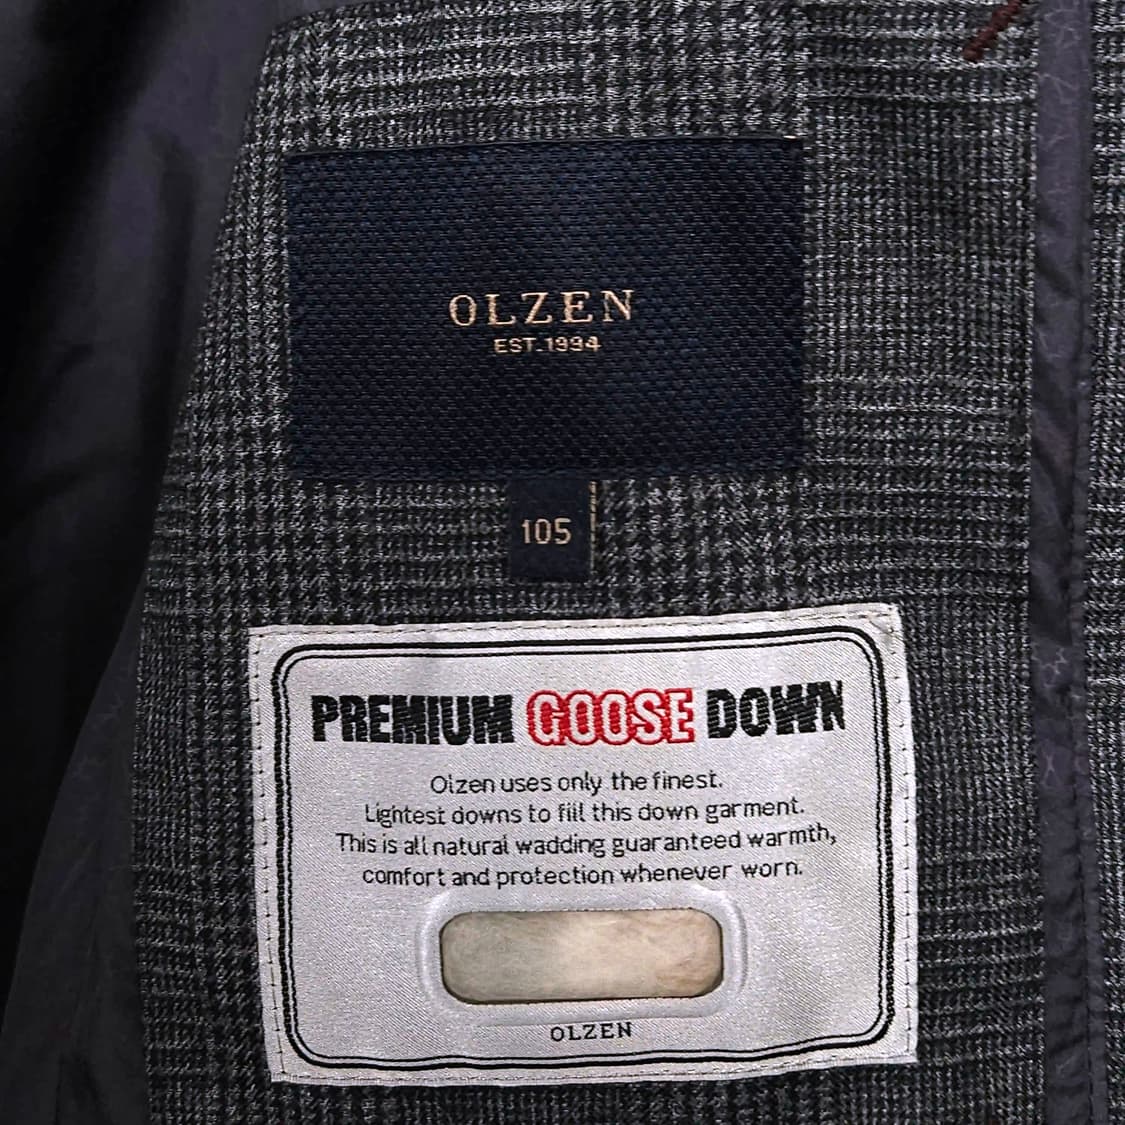 OLZEN
EST.1994
105
PREMIUM GOOSE DOWN
Olzen uses only the finest.
Lightest downs to fill this down garment.
This is all natural wadding guaranteed warmth,
comfort and protection whenever worn.
OLZEN